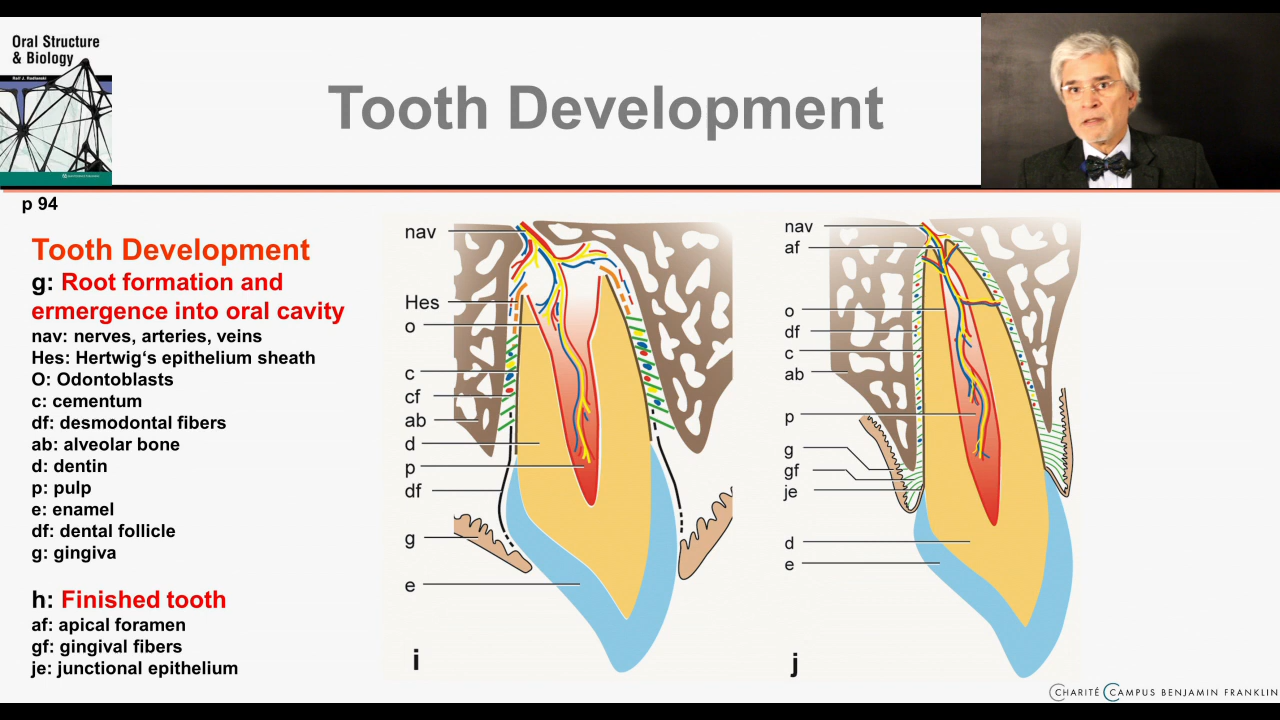 Oral Structure
& Biology
Ralf J. Radlanski
Tooth Development
p 94
Tooth Development
g: Root formation and
ermergence into oral cavity
nav: nerves, arteries, veins
Hes: Hertwig‘s epithelium sheath
O: Odontoblasts
c: cementum
df: desmodontal fibers
ab: alveolar bone
d: dentin
p: pulp
e: enamel
df: dental follicle
g: gingiva
h: Finished tooth
af: apical foramen
gf: gingival fibers
je: junctional epithelium
nav
Hes
o
c
cf
ab
d
p
df
g
e
i
nav
af
o
df
c
ab
p
g
gf
je
d
e
j
CHARITÉ CAMPUS BENJAMIN FRANKLIN